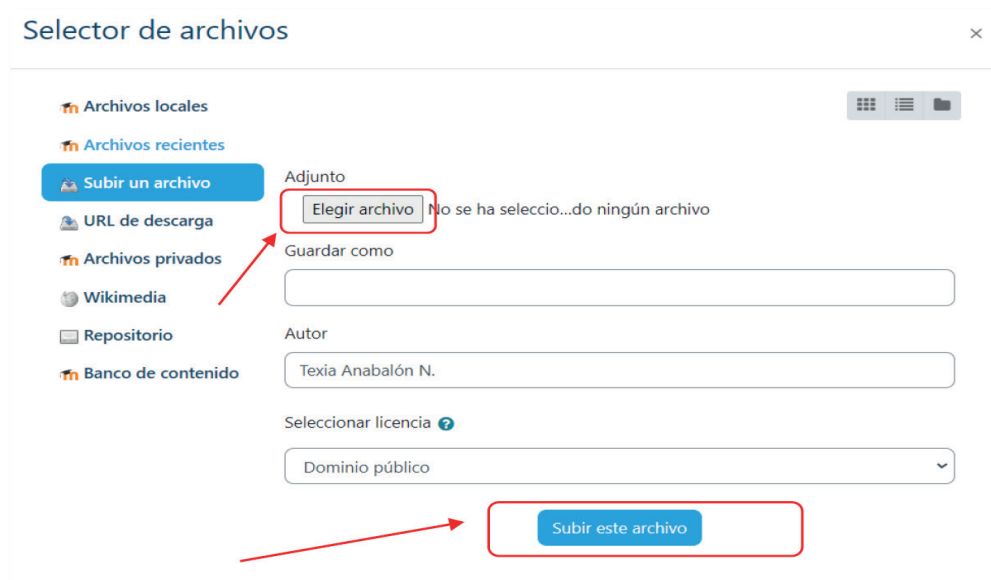 Selector de archivos
×
Archivos locales
Archivos recientes
Subir un archivo
URL de descarga
Archivos privados
Wikimedia
Repositorio
Banco de contenido
Adjunto
Elegir archivo No se ha seleccio...do ningún archivo
Guardar como
Autor
Texia Anabalón N.
Seleccionar licencia ?
Dominio público
Subir este archivo